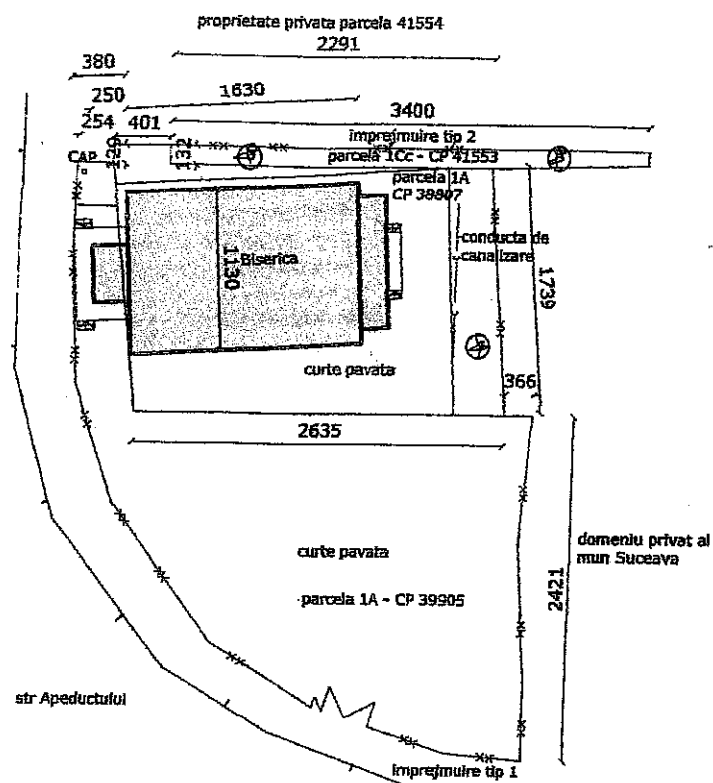 proprietate privata parcela 41554
2291
380
1630
250
3400
254
401
imprejmuire tip 2
parcela 1Cc - CP 41553
CAP
132
parcela 1A
CP 39907
conducta de
canalizare
Biserica
1130
1739
curte pavata
366
2635
curte pavata
domeniu privat al
mun Suceava
2421
parcela 1A - CP 39905
str Apeductului
imprejmuire tip 1